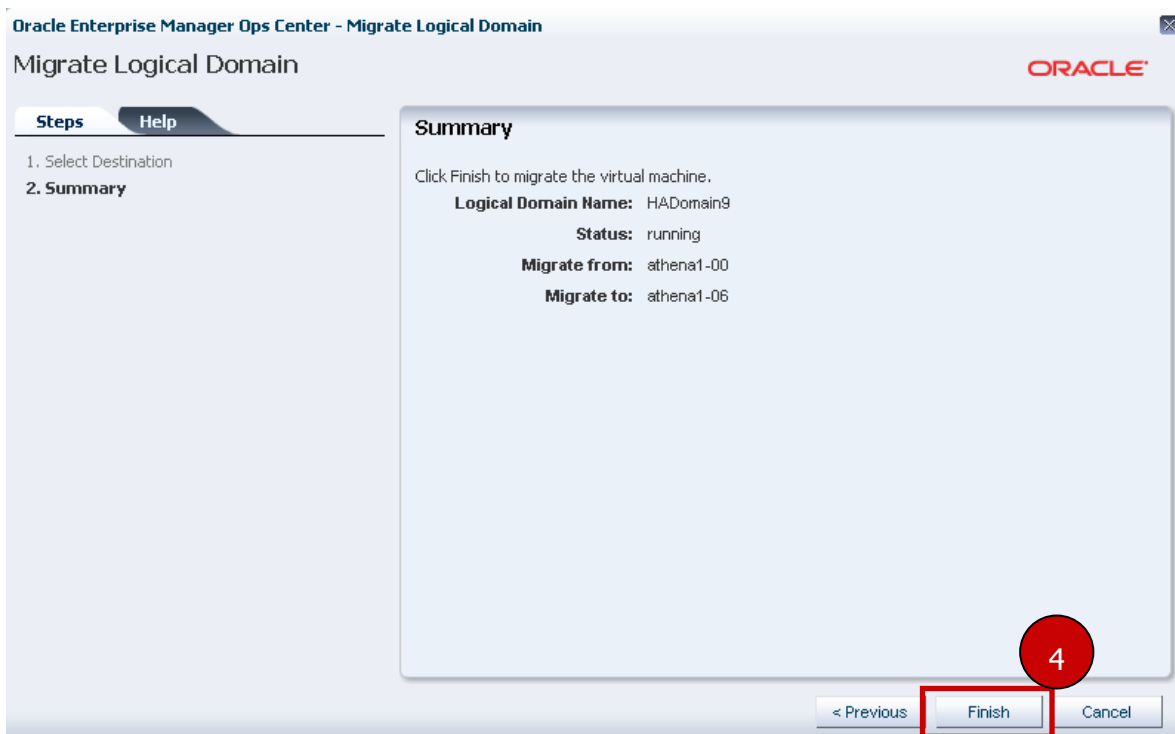 Oracle Enterprise Manager Ops Center - Migrate Logical Domain
Migrate Logical Domain
ORACLE
Steps Help
1. Select Destination
2. Summary
Summary
Click Finish to migrate the virtual machine.
Logical Domain Name: HADomain9
Status: running
Migrate from: athena1-00
Migrate to: athena1-06
4
< Previous Finish Cancel